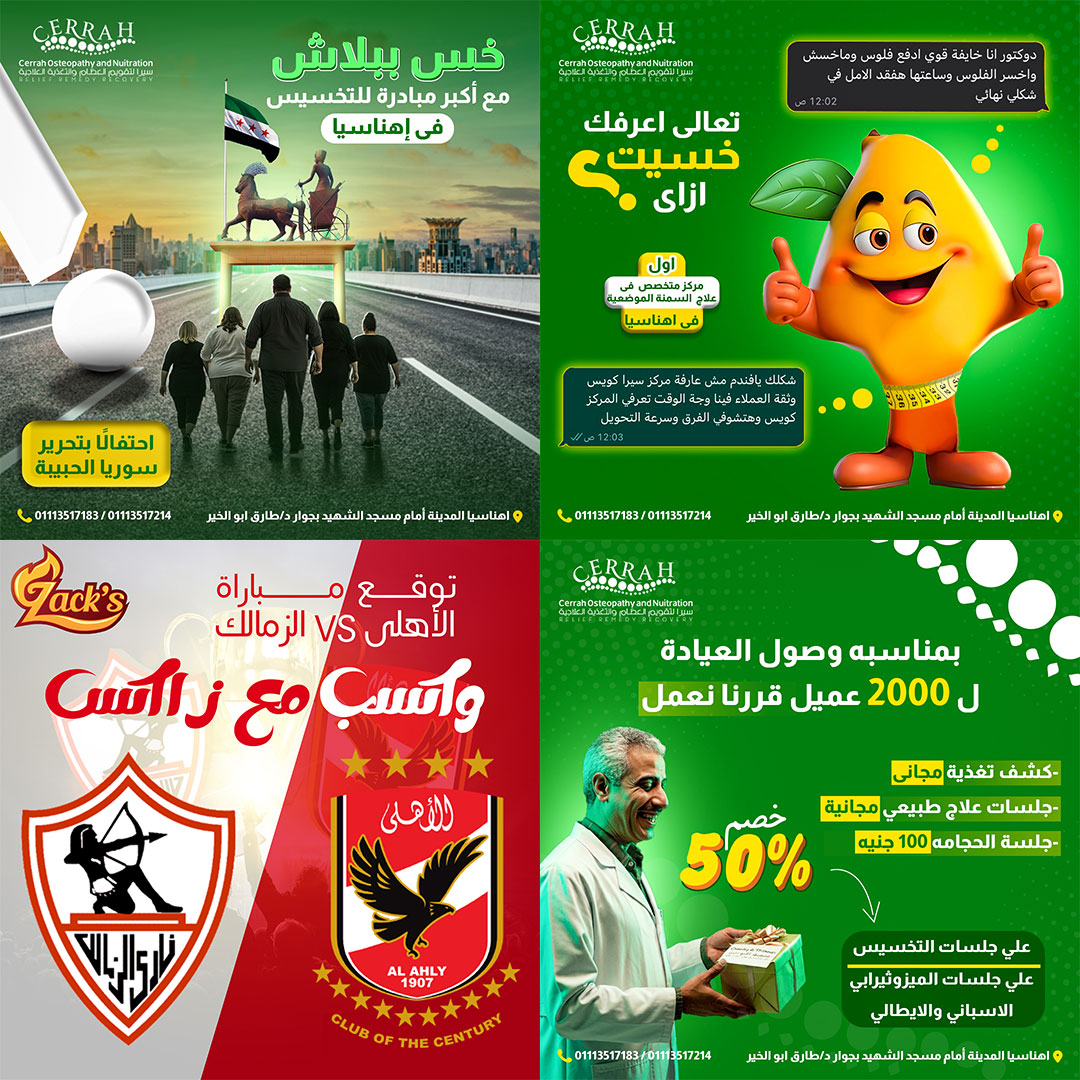 CERRAH
Cerrah Osteopathy and Nuitration
سيرا لتقويم العظام والتغذية العلاجية
RELIEF REMEDY RECOVERY
خس ببلاش
مع أكبر مبادرة للتخسيس
فى إهناسيا
احتفالًا بتحرير
سوريا الحبيبة
اهناسيا المدينة أمام مسجد الشهيد بجوار د/طارق ابو الخير
01113517183 / 01113517214
CERRAH
Cerrah Osteopathy and Nuitration
سيرا لتقويم العظام والتغذية العلاجية
RELIEF REMEDY RECOVERY
دوكتور انا خايفة قوي ادفع فلوس وماخسش
واخسر الفلوس وساعتها هفقد الامل في
شكلي نهائي
12:02 ص
تعالى اعرفك
خسيت
ازاى
؟
اول
مركز متخصص فى
علاج السمنة الموضعية
فى اهناسيا
شكلك يافندم مش عارفة مركز سيرا كويس
وثقة العملاء فينا وجة الوقت تعرفي المركز
كويس وهتشوفي الفرق وسرعة التحويل
12:03 ص
اهناسيا المدينة أمام مسجد الشهيد بجوار د/طارق ابو الخير
01113517183 / 01113517214
Zack's
توقع مباراة
الأهلى VS الزمالك
واكسب مع زاكس
نادى الزمالك
الأهلى
AL AHLY
1907
CLUB OF THE CENTURY
CERRAH
Cerrah Osteopathy and Nuitration
سيرا لتقويم العظام والتغذية العلاجية
RELIEF REMEDY RECOVERY
بمناسبه وصول العيادة
ل 2000 عميل قررنا نعمل
-كشف تغذية مجانى
-جلسات علاج طبيعي مجانية
-جلسة الحجامه 100 جنيه
خصم
50%
علي جلسات التخسيس
علي جلسات الميزوثيرابي
الاسباني والايطالي
اهناسيا المدينة أمام مسجد الشهيد بجوار د/طارق ابو الخير
01113517183 / 01113517214